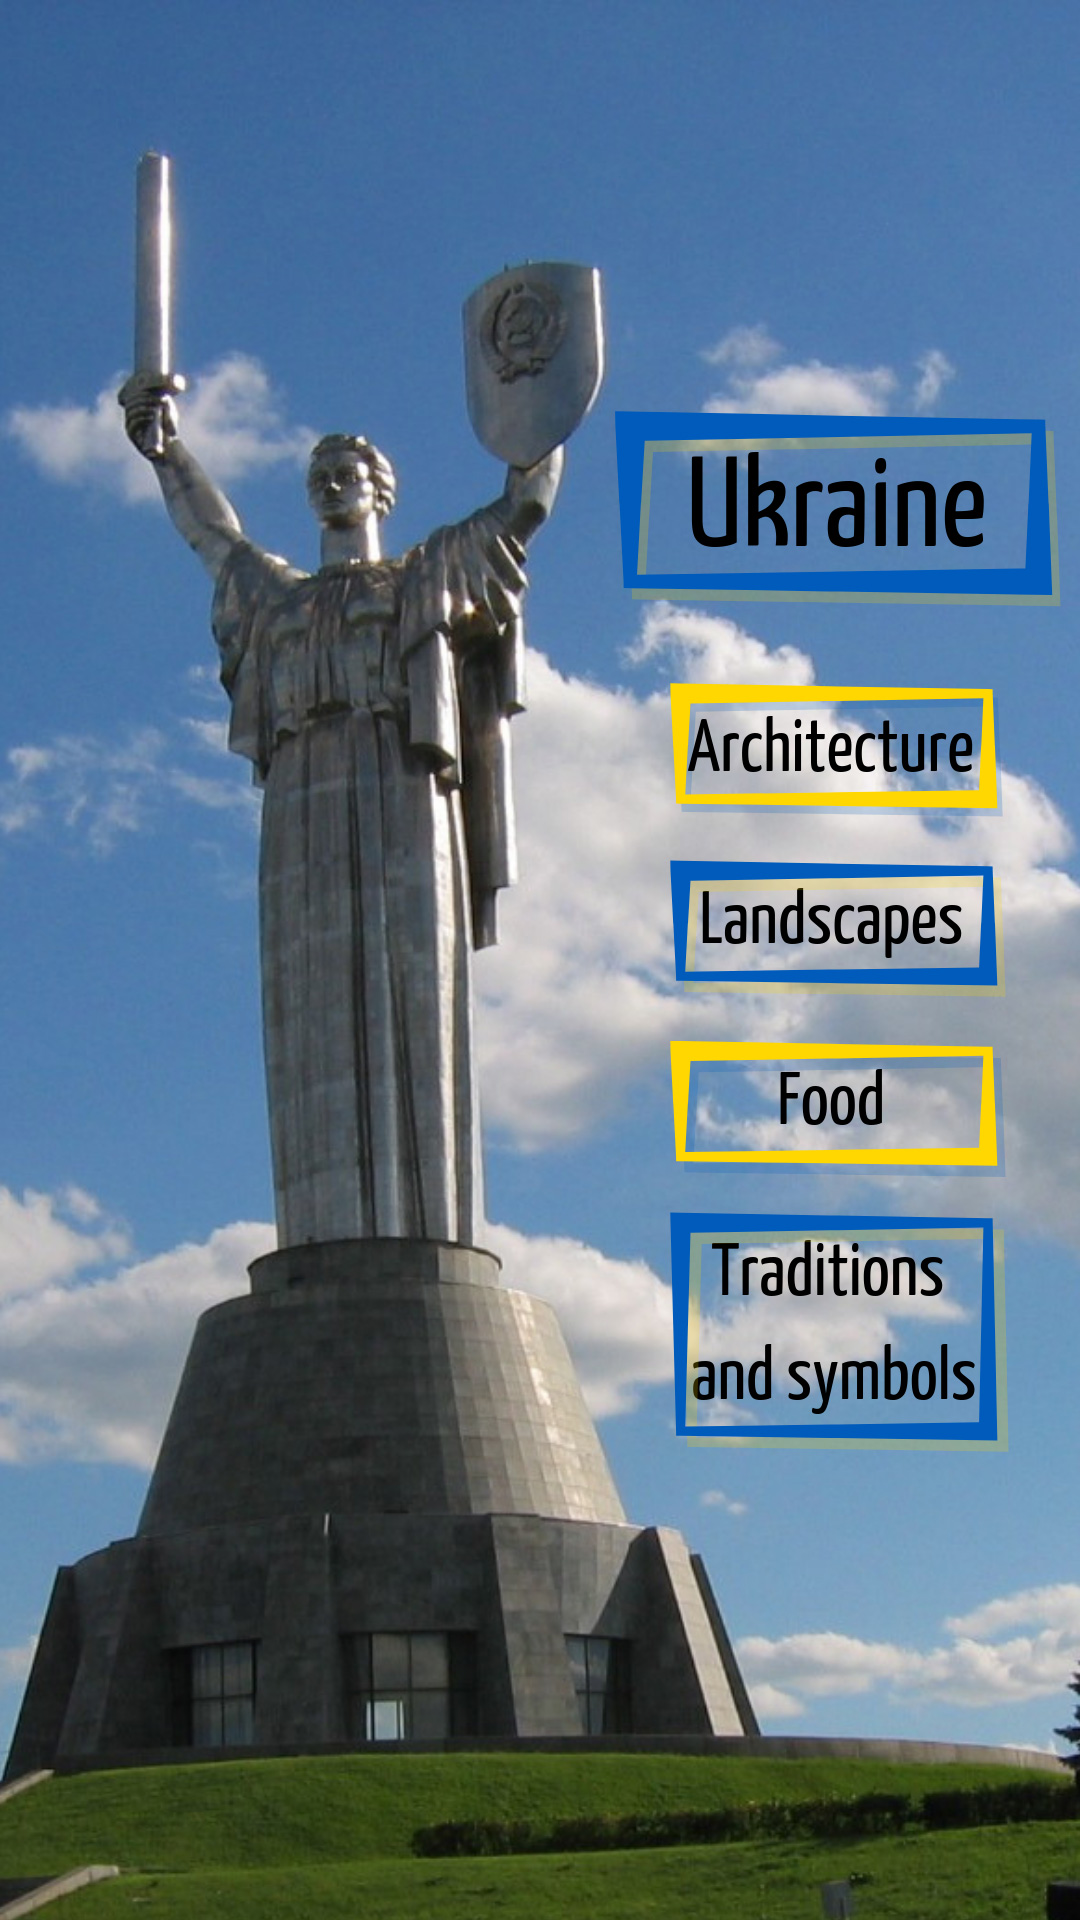 Ukraine
Architecture
Landscapes
Food
Traditions
and symbols